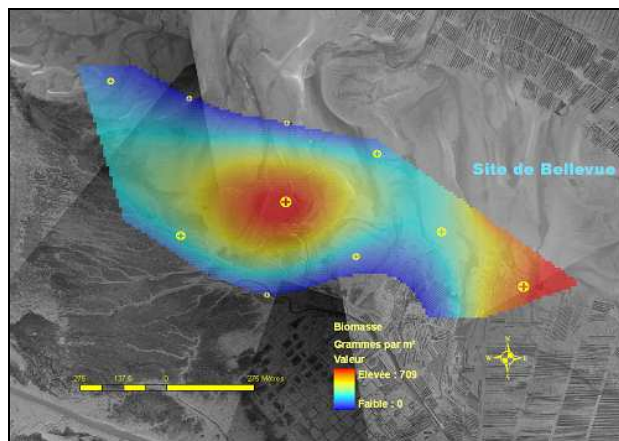 Site de Bellevue
Biomasse
Grammes par m²
Valeur
Elevée : 709
Faible : 0
275 137,5 0 275 Mètres
N
W E
S